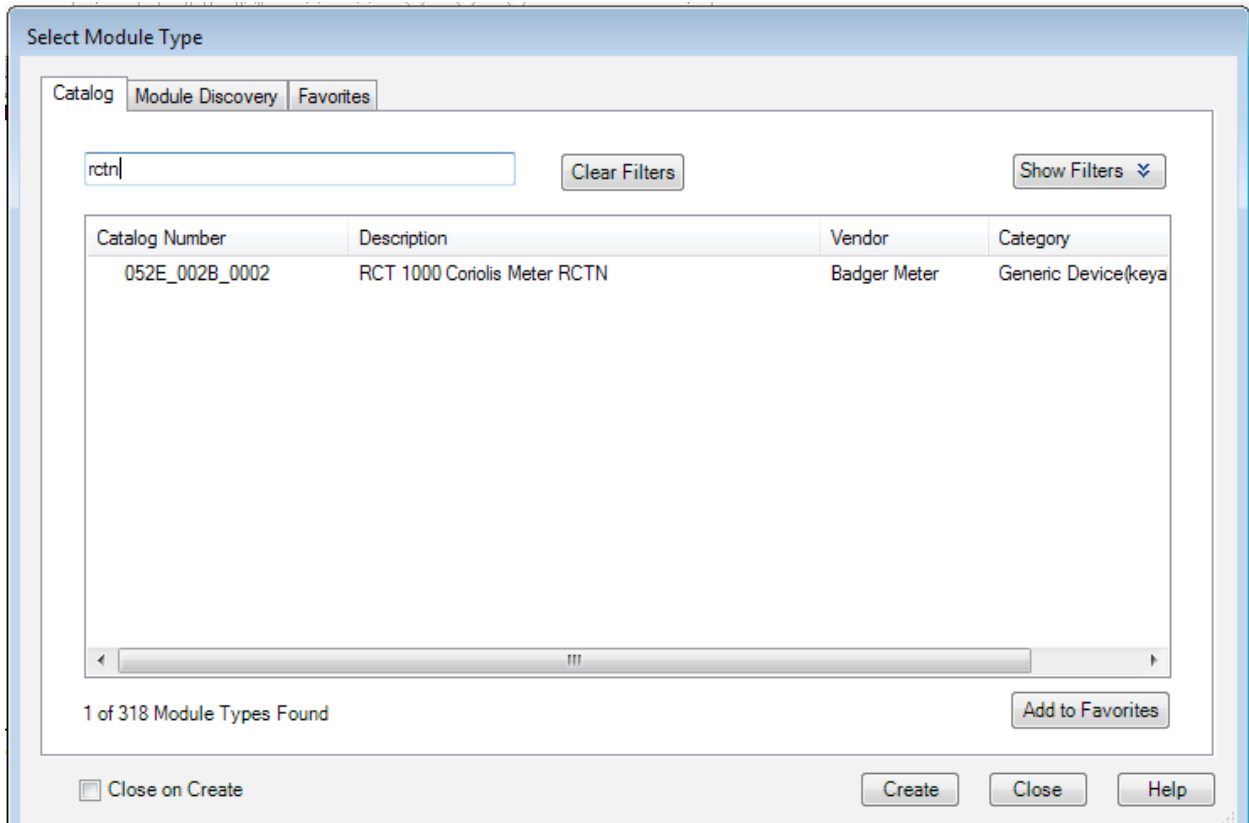 Select Module Type
Catalog Module Discovery Favorites
rctn Clear Filters Show Filters
Catalog Number Description Vendor Category
052E_002B_0002 RCT 1000 Coriolis Meter RCTN Badger Meter Generic Device(keya
1 of 318 Module Types Found Add to Favorites
Close on Create Create Close Help